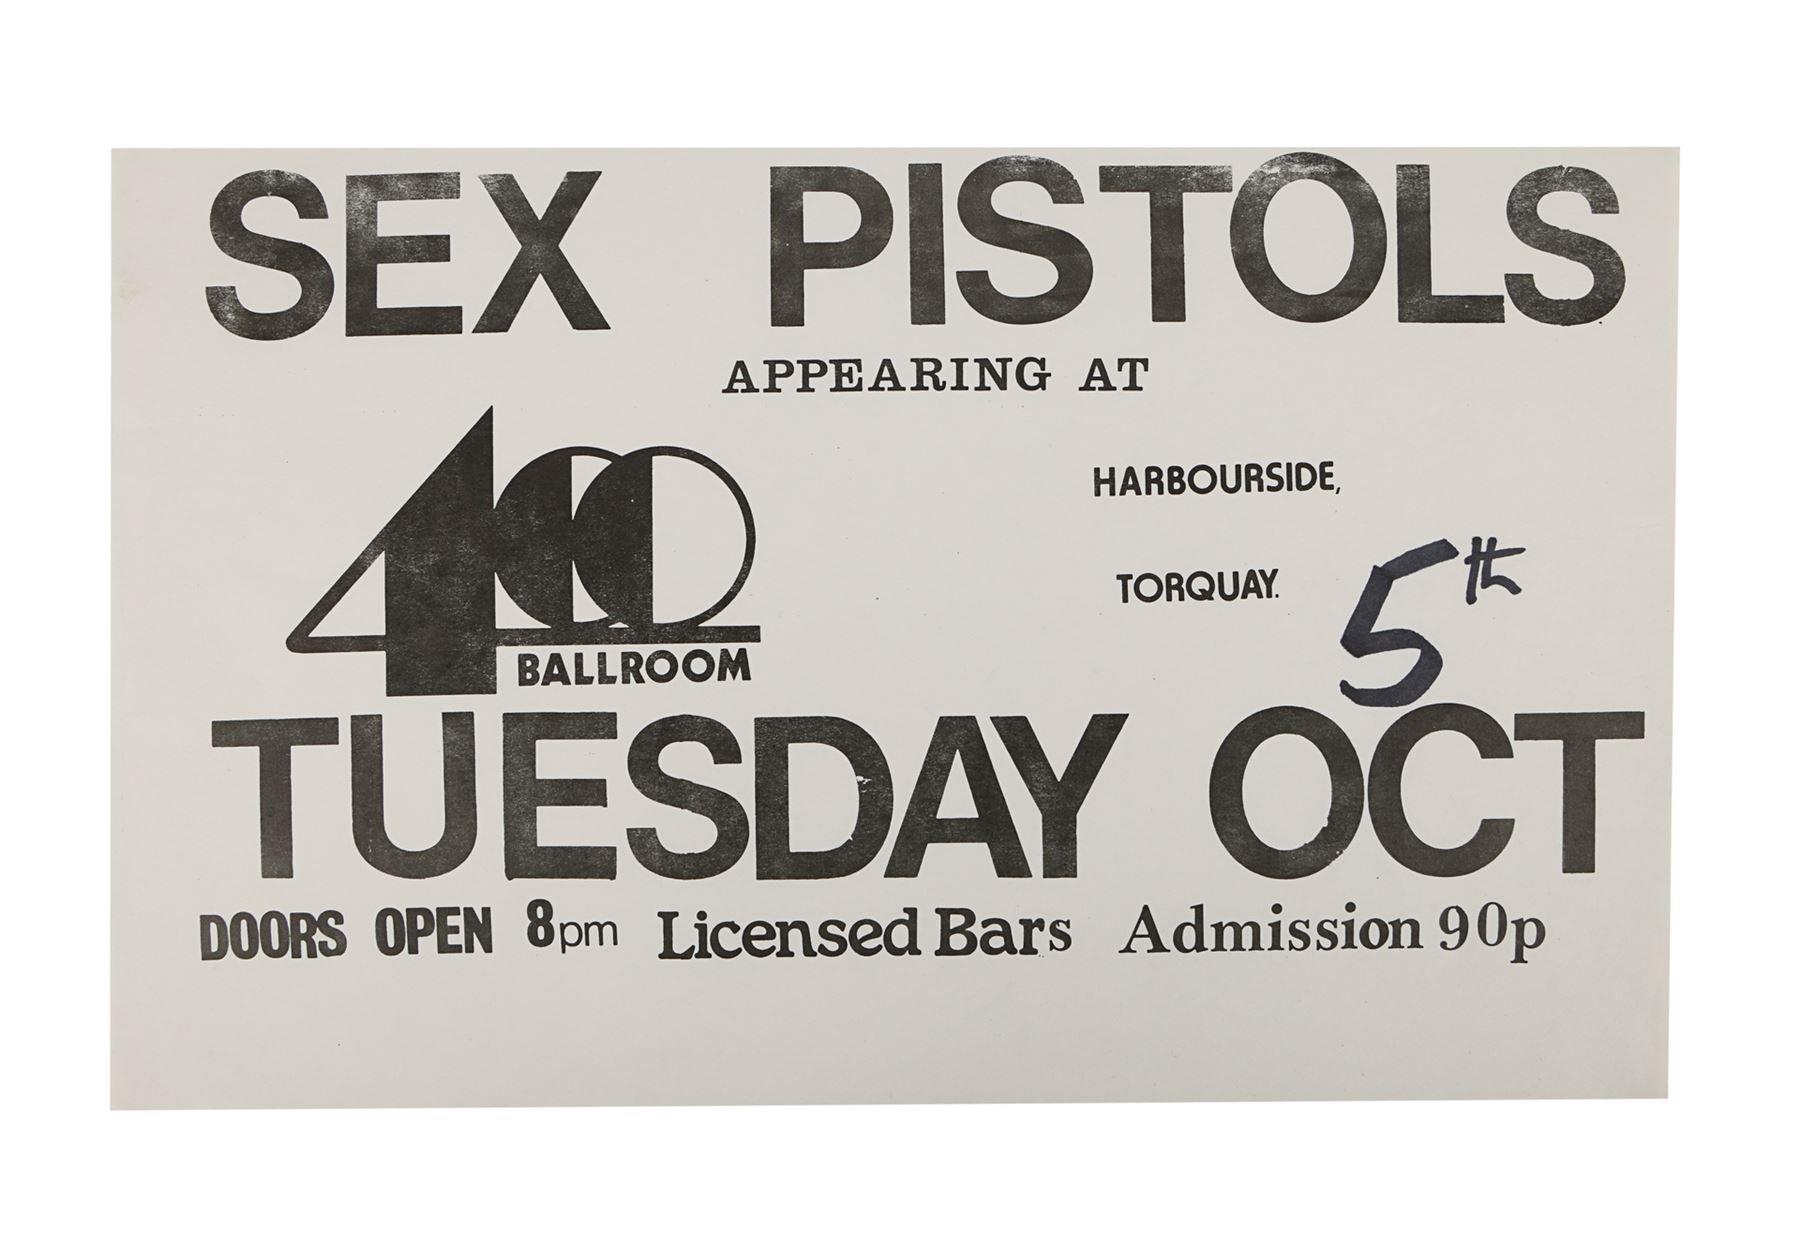 SEX PISTOLS
APPEARING AT
400
BALLROOM
HARBOURSIDE,
TORQUAY.
5th
TUESDAY OCT
DOORS OPEN 8pm Licensed Bars Admission 90p